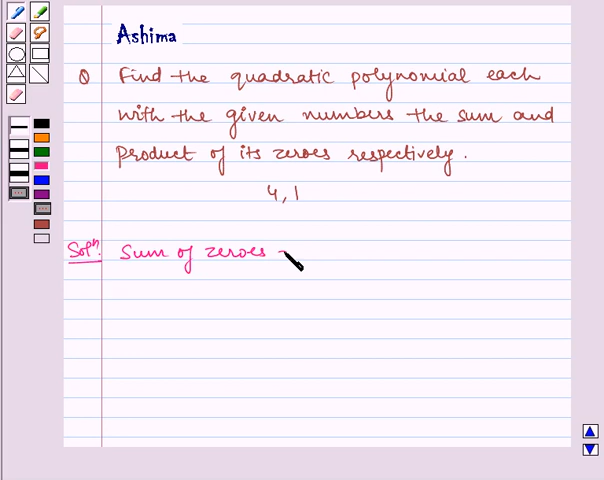 Ashima
Q Find the quadratic polynomial each
with the given numbers the sum and
product of its zeroes respectively.
4, 1
Solⁿ. Sum of zeroes -